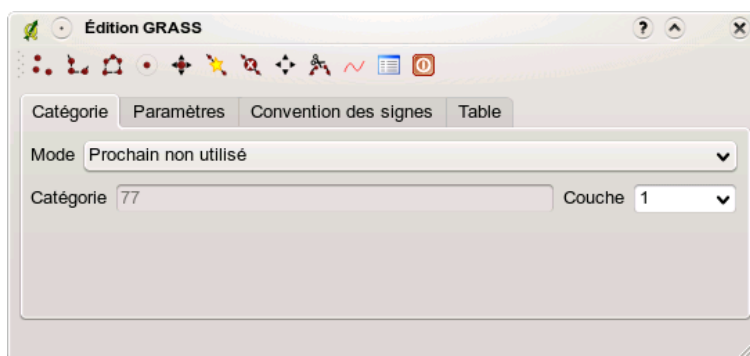 Édition GRASS
Catégorie Paramètres Convention des signes Table
Mode Prochain non utilisé
Catégorie 77 Couche 1